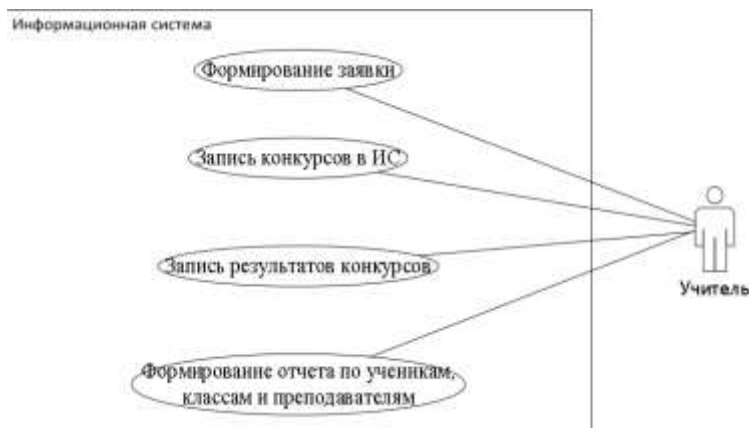 Информационная система
Формирование заявки
Запись конкурсов в ИС
Запись результатов конкурсов
Учитель
Формирование отчета по ученикам,
классам и преподавателям